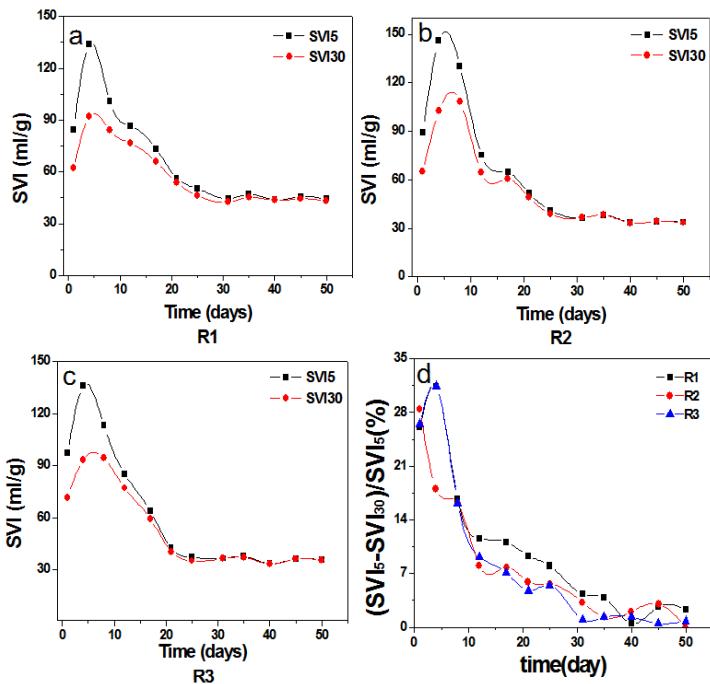 a
SVI5
SVI30
SVI (ml/g)
150
120
90
60
30
0
0 10 20 30 40 50
Time (days)
R1
b
SVI5
SVI30
SVI (ml/g)
150
120
90
60
30
0
0 10 20 30 40 50
Time (days)
R2
c
SVI5
SVI30
SVI (ml/g)
150
120
90
60
30
0 10 20 30 40 50
Time (days)
R3
d
R1
R2
R3
(SVI₅-SVI₃₀)/SVI₅(%)
35
28
21
14
7
0
0 10 20 30 40 50
time(day)